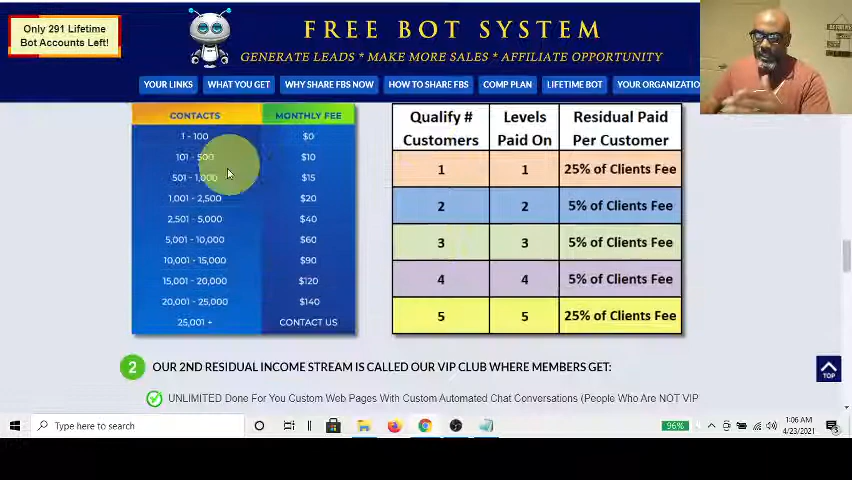 Only 291 Lifetime
Bot Accounts Left!
FREE BOT SYSTEM
GENERATE LEADS * MAKE MORE SALES * AFFILIATE OPPORTUNITY
YOUR LINKS WHAT YOU GET WHY SHARE FBS NOW HOW TO SHARE FBS COMP PLAN LIFETIME BOT YOUR
CONTACTS MONTHLY FEE
1 - 100 $0
101 - 500 $10
501 - 1,000 $15
1,001 - 2,500 $20
2,501 - 5,000 $40
5,001 - 10,000 $60
10,001 - 15,000 $90
15,001 - 20,000 $120
20,001 - 25,000 $140
25,001 + CONTACT US
Qualify # Customers Levels Paid On Residual Paid Per Customer
1 1 25% of Clients Fee
2 2 5% of Clients Fee
3 3 5% of Clients Fee
4 4 5% of Clients Fee
5 5 25% of Clients Fee
2 OUR 2ND RESIDUAL INCOME STREAM IS CALLED OUR VIP CLUB WHERE MEMBERS GET:
UNLIMITED Done For You Custom Web Pages With Custom Automated Chat Conversations (People Who Are NOT VIP
TOP
Type here to search
96%
1:06 AM
4/23/2021